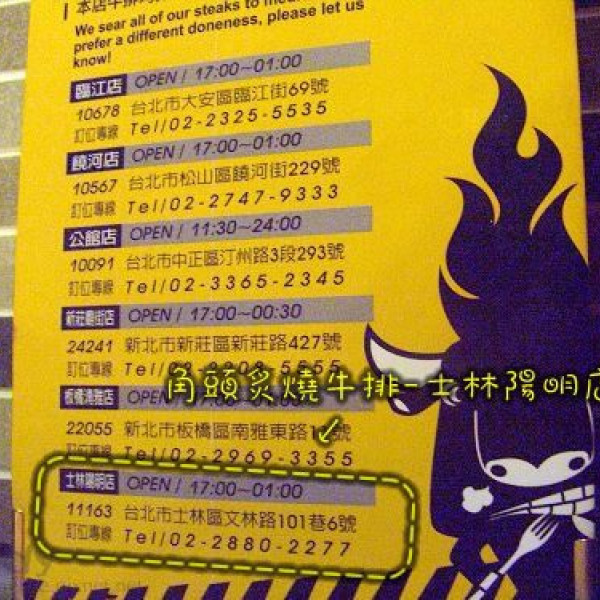 本店牛排
We sear all of our steaks to
prefer a different doneness, please let us
know!
臨江店 OPEN / 17:00~01:00
10678 台北市大安區臨江街69號
訂位專線 Tel/02-2325-5535
饒河店 OPEN / 17:00~01:00
10567 台北市松山區饒河街229號
訂位專線 Tel/02-2747-9333
公館店 OPEN / 11:30~24:00
10091 台北市中正區汀州路3段293號
訂位專線 Tel/02-3365-2345
新莊廟街店 OPEN / 17:00~00:30
24241 新北市新莊區新莊路427號
訂位專線
角頭炙燒牛排-士林陽明店
板橋湳雅店 OPEN /
22055 新北市板橋區南雅東路 號
訂位專線 Tel/02-2969-3355
士林陽明店 OPEN / 17:00~01:00
11163 台北市士林區文林路101巷6號
訂位專線 Tel/02-2880-2277